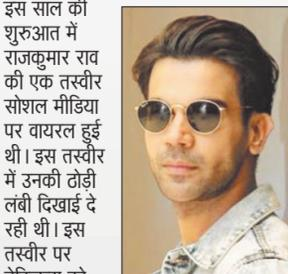 इस साल की
शुरुआत में
राजकुमार राव
की एक तस्वीर
सोशल मीडिया
पर वायरल हुई
थी। इस तस्वीर
में उनकी ठोड़ी
लंबी दिखाई दे
रही थी। इस
तस्वीर पर